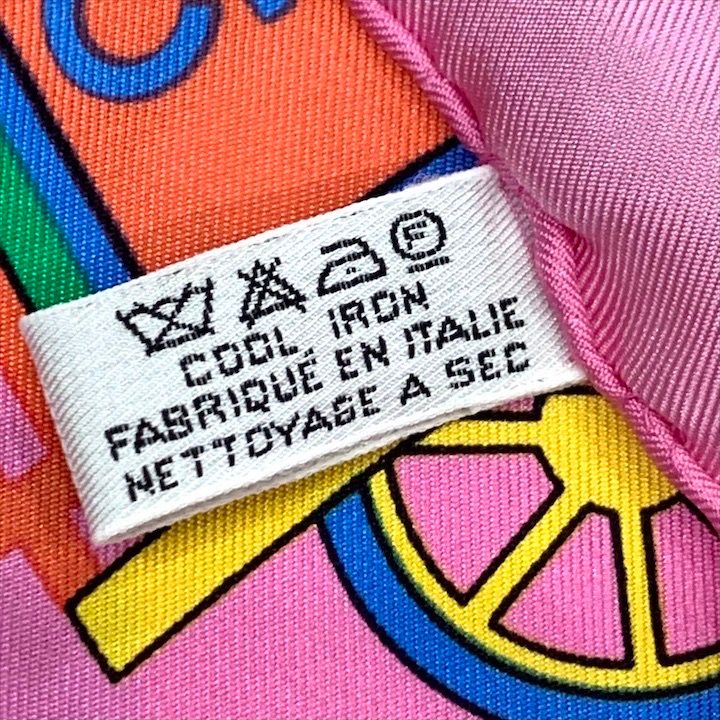 F
COOL IRON
FABRIQUÉ EN ITALIE
NETTOYAGE A SEC